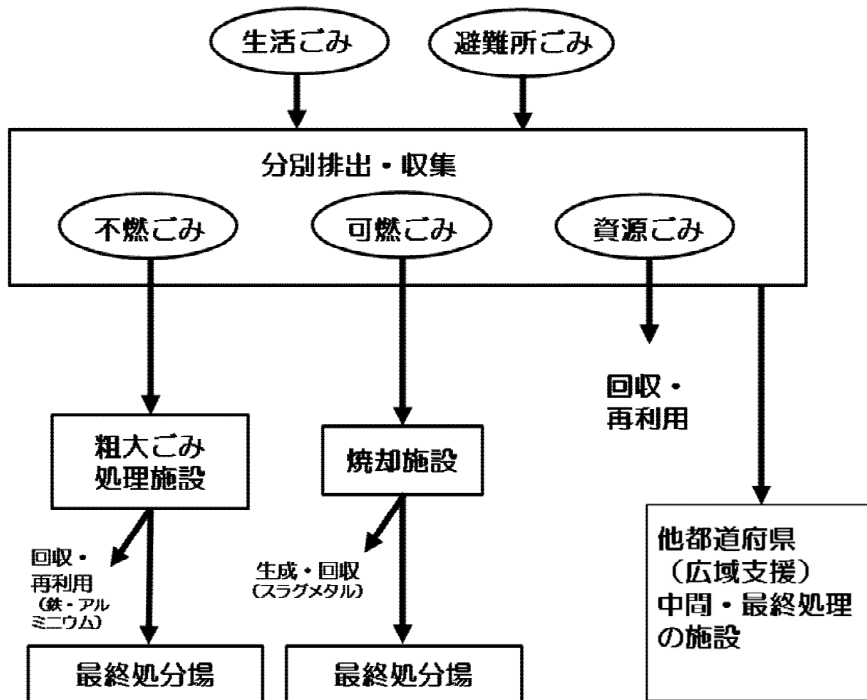 生活ごみ
避難所ごみ
分別排出・収集
不燃ごみ
可燃ごみ
資源ごみ
回収・
再利用
粗大ごみ
処理施設
焼却施設
回収・
再利用
(鉄・アル
ミニウム)
生成・回収
(スラグメタル)
他都道府県
（広域支援）
中間・最終処理
の施設
最終処分場
最終処分場